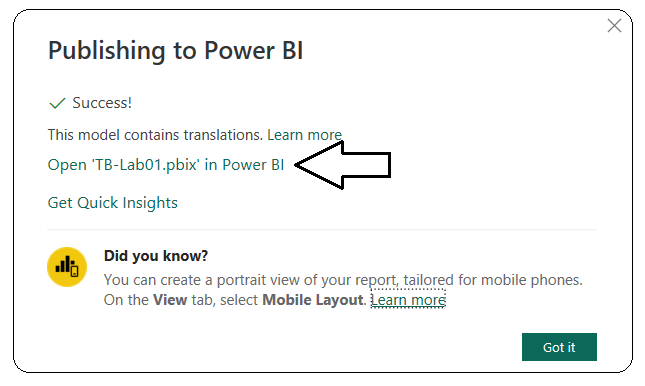 Publishing to Power BI
Success!
This model contains translations. Learn more
Open 'TB-Lab01.pbix' in Power BI
Get Quick Insights
Did you know?
You can create a portrait view of your report, tailored for mobile phones.
On the View tab, select Mobile Layout. Learn more
Got it